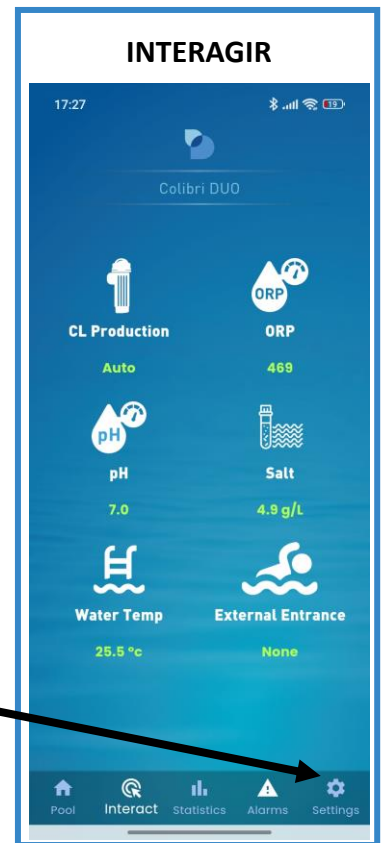 INTERAGIR
17:27 19
Colibri DUO
ORP
CL Production ORP
Auto 469
pH
pH Salt
7.0 4.9 g/L
Water Temp External Entrance
25.5 °c None
Pool Interact Statistics Alarms Settings